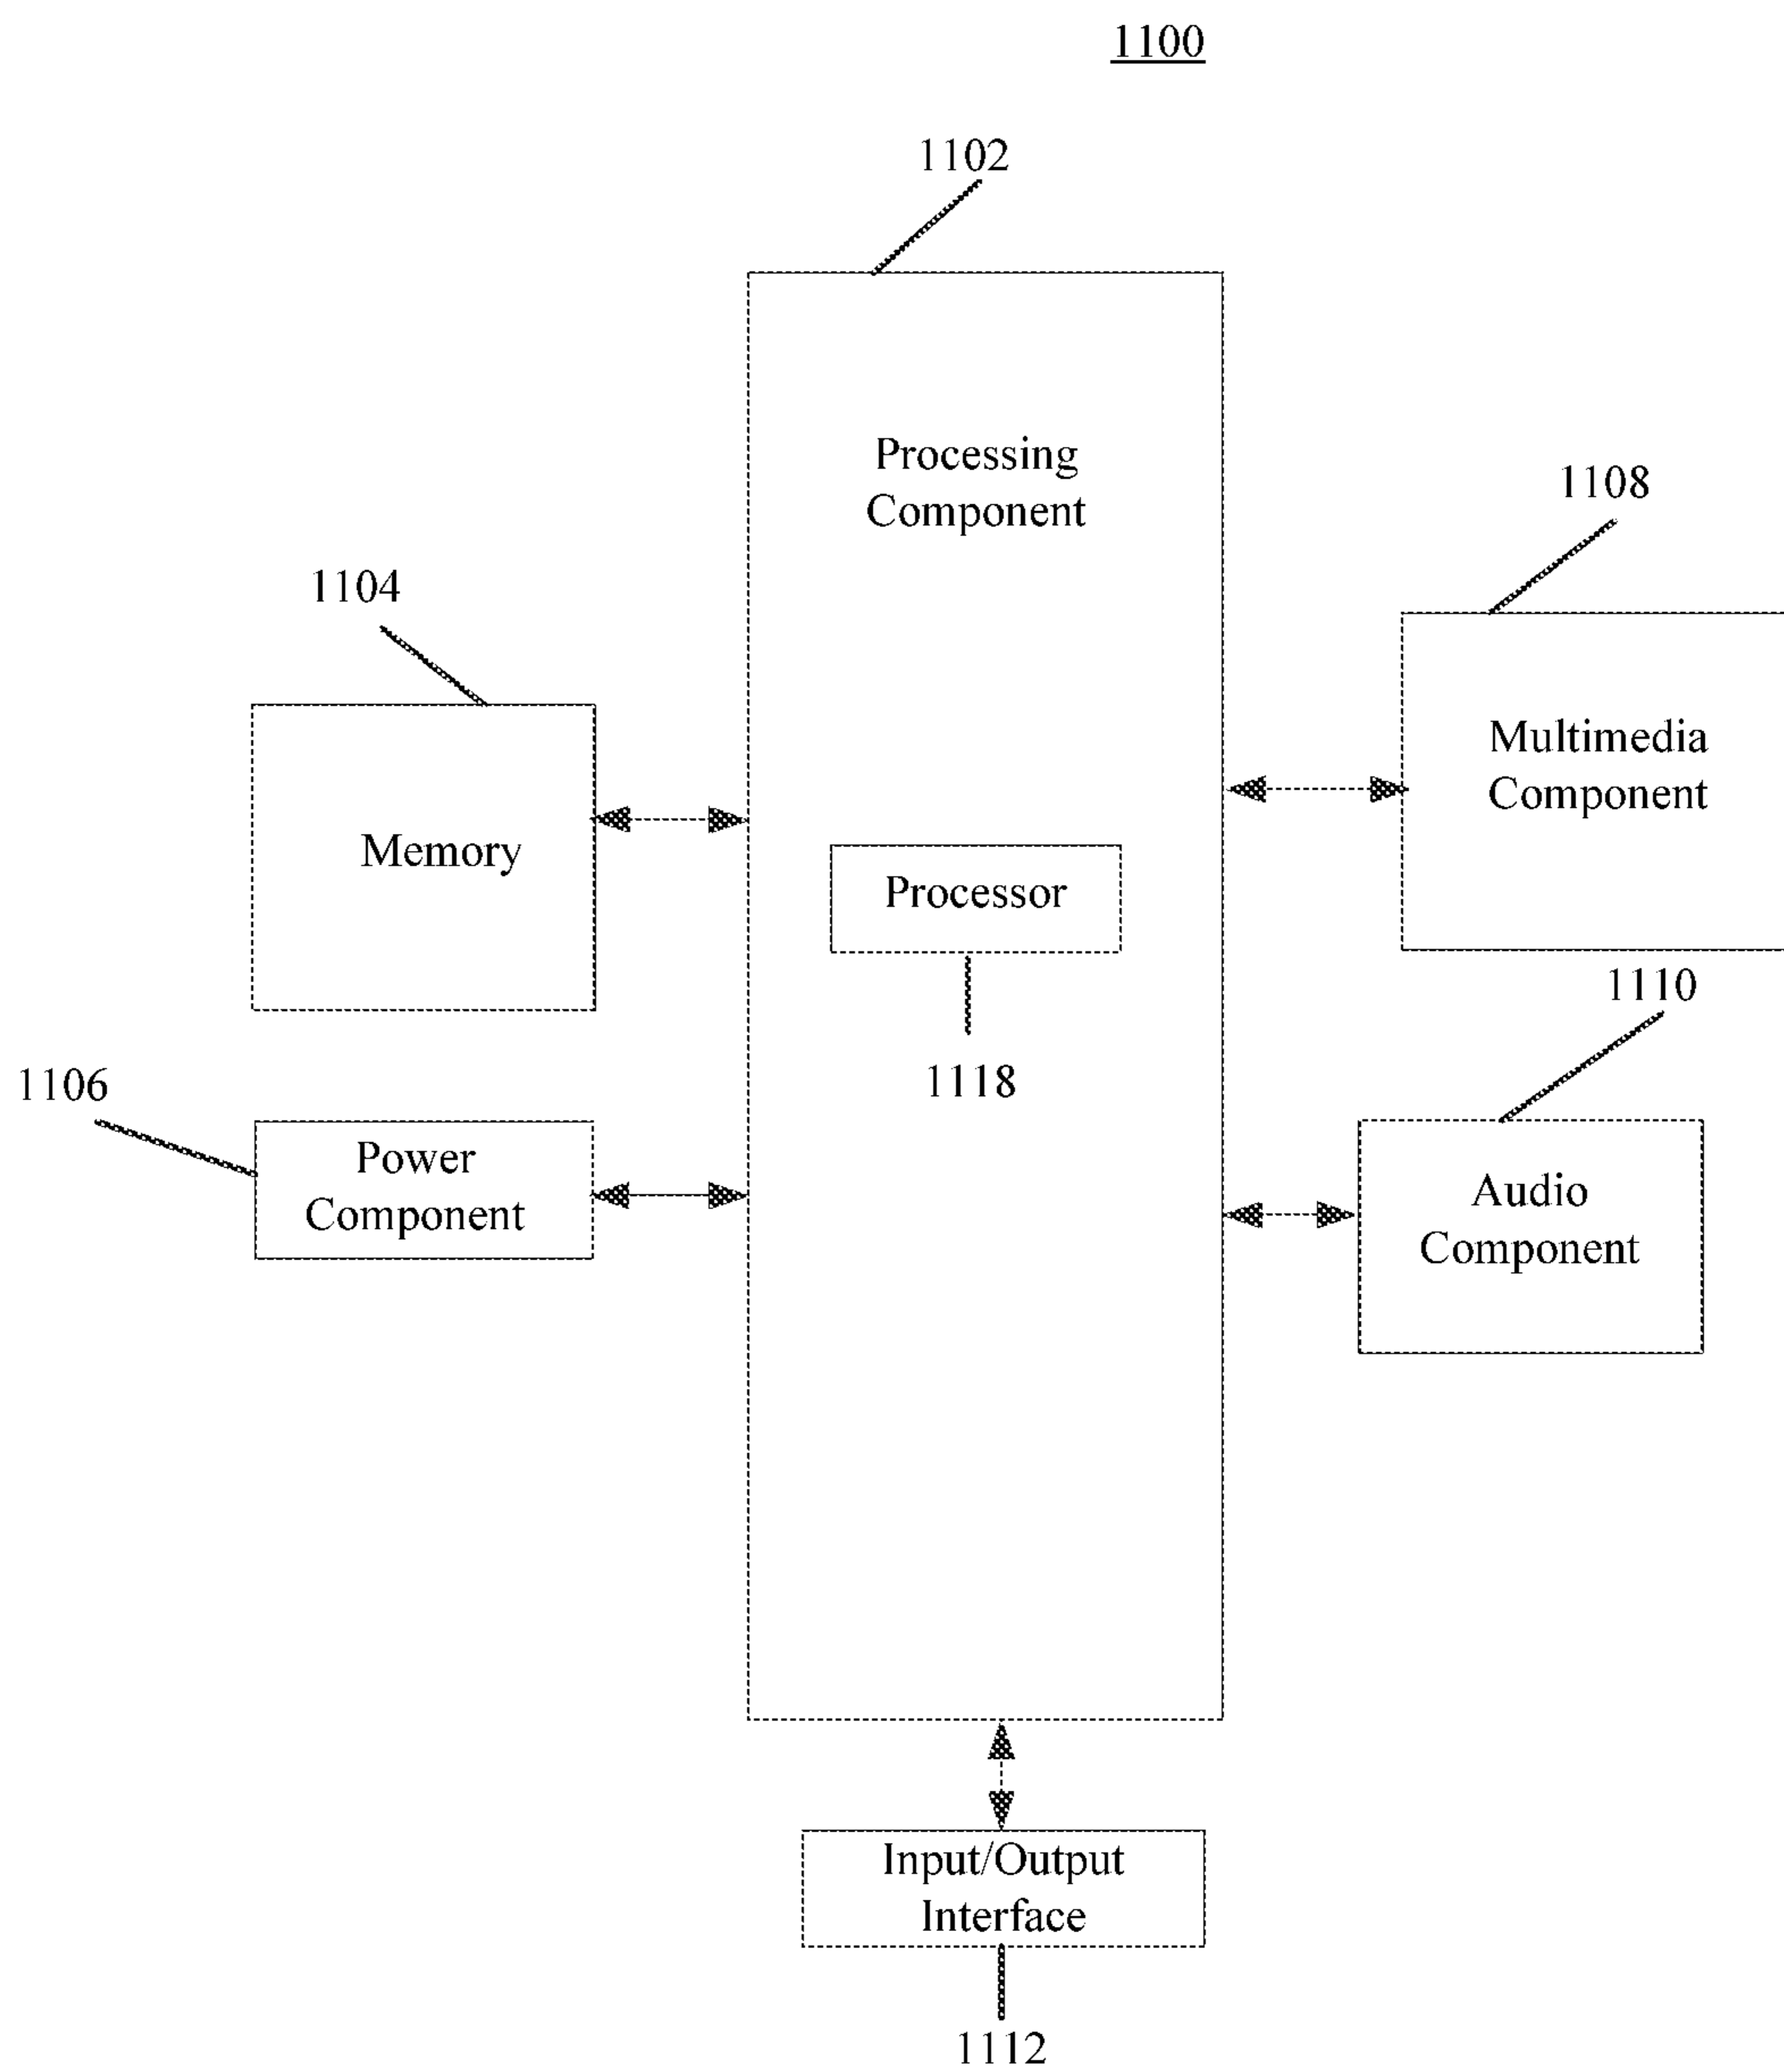 1100
1102
Processing
Component
1108
1104
Multimedia
Component
Memory
Processor
1110
1118
1106
Power
Component
Audio
Component
Input/Output
Interface
1112